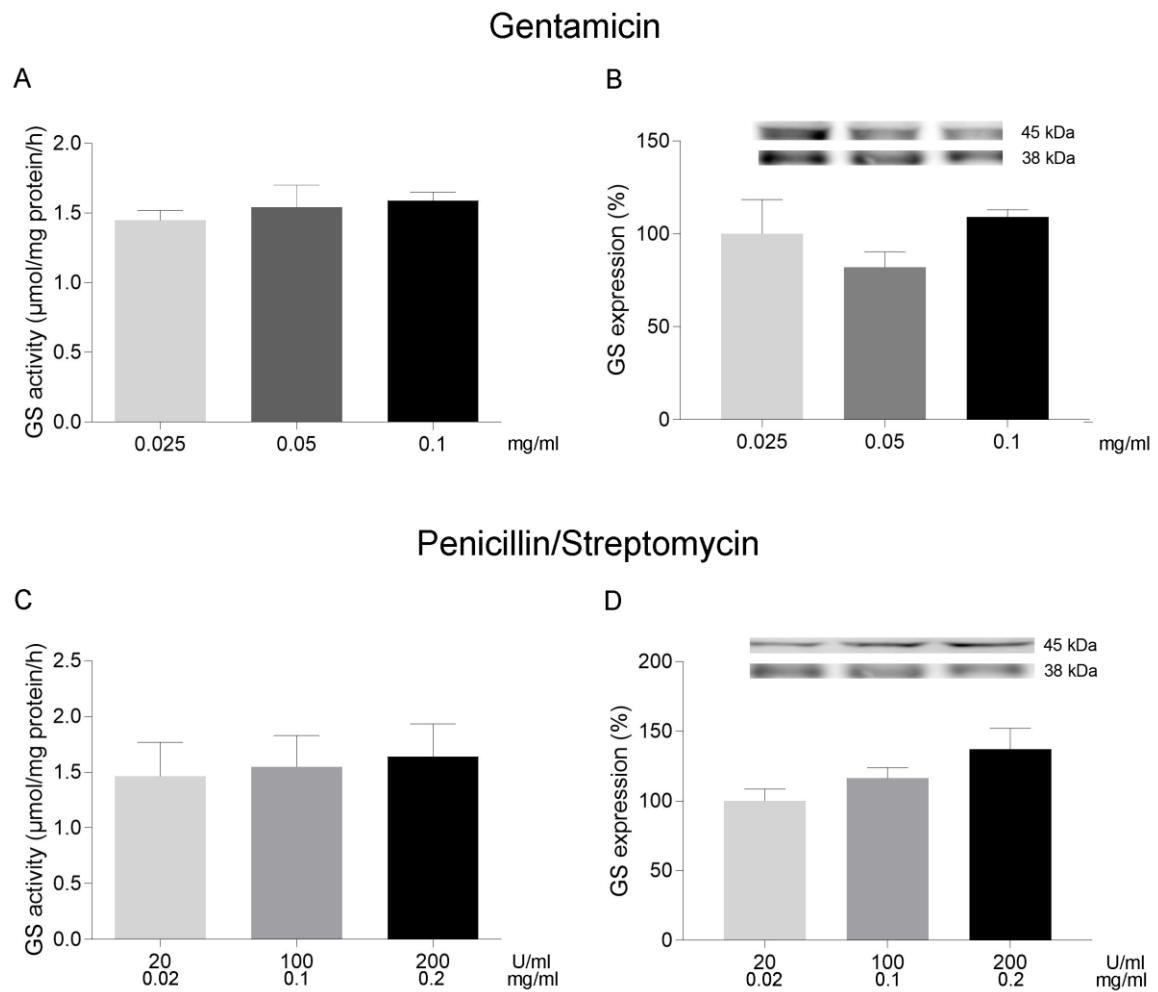 Gentamicin
A
B
GS activity (µmol/mg protein/h)
2.0
1.5
1.0
0.5
0.0
0.025 0.05 0.1 mg/ml
GS expression (%)
150
100
50
0
45 kDa
38 kDa
0.025 0.05 0.1 mg/ml
Penicillin/Streptomycin
C
D
GS activity (µmol/mg protein/h)
2.5
2.0
1.5
1.0
0.5
0.0
20 100 200 U/ml
0.02 0.1 0.2 mg/ml
GS expression (%)
200
150
100
50
0
45 kDa
38 kDa
20 100 200 U/ml
0.02 0.1 0.2 mg/ml